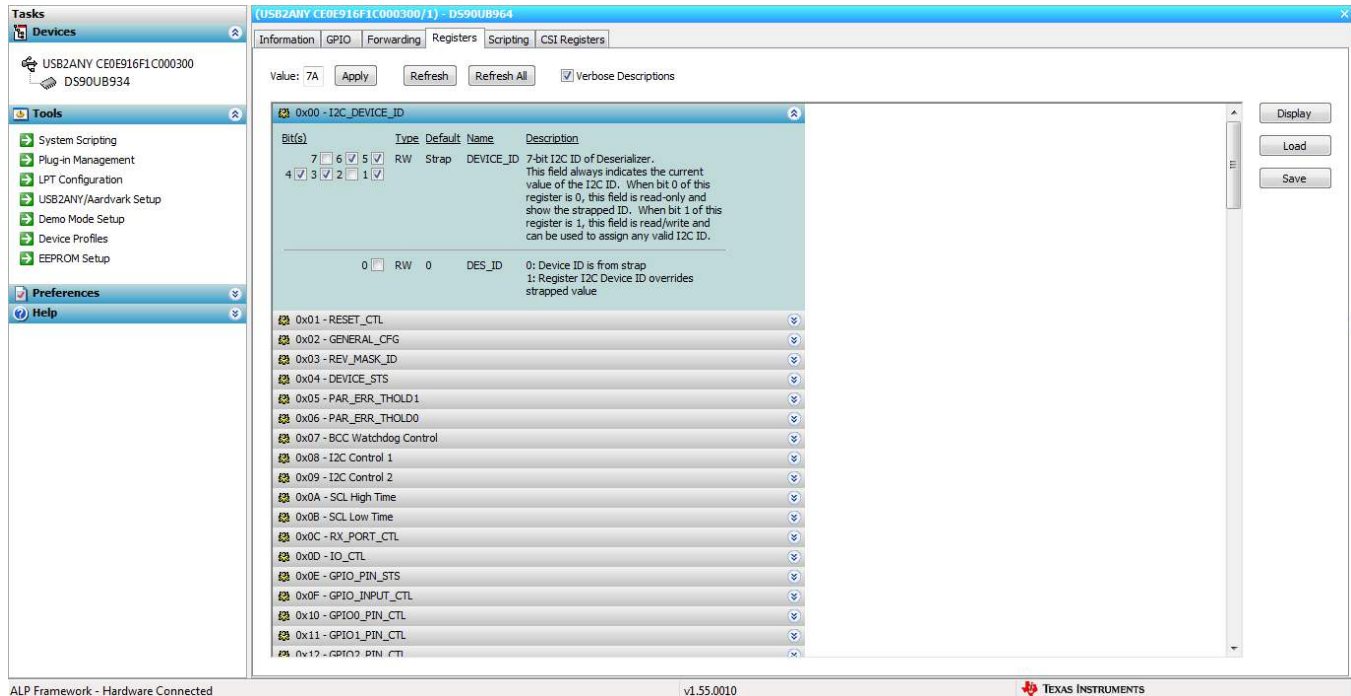 Tasks
Devices
USB2ANY CE0E916F1C000300
DS90UB934
Tools
System Scripting
Plug-in Management
LPT Configuration
USB2ANY/Aardvark Setup
Demo Mode Setup
Device Profiles
EEPROM Setup
Preferences
Help
(USB2ANY CE0E916F1C000300/1) - DS90UB964
Information GPIO Forwarding Registers Scripting CSI Registers
Value: 7A Apply Refresh Refresh All Verbose Descriptions
0x00 - I2C_DEVICE_ID
Bit(s) Type Default Name Description
7 6 5 RW Strap DEVICE_ID 7-bit I2C ID of Deserializer.
4 3 2 1 This field always indicates the current
value of the I2C ID. When bit 0 of this
register is 0, this field is read-only and
show the strapped ID. When bit 1 of this
register is 1, this field is read/write and
can be used to assign any valid I2C ID.
0 RW 0 DES_ID 0: Device ID is from strap
1: Register I2C Device ID overrides
strapped value
0x01 - RESET_CTL
0x02 - GENERAL_CFG
0x03 - REV_MASK_ID
0x04 - DEVICE_STS
0x05 - PAR_ERR_THOLD1
0x06 - PAR_ERR_THOLD0
0x07 - BCC Watchdog Control
0x08 - I2C Control 1
0x09 - I2C Control 2
0x0A - SCL High Time
0x0B - SCL Low Time
0x0C - RX_PORT_CTL
0x0D - IO_CTL
0x0E - GPIO_PIN_STS
0x0F - GPIO_INPUT_CTL
0x10 - GPIO0_PIN_CTL
0x11 - GPIO1_PIN_CTL
0x12 - GPIO2_PIN_CTL
Display
Load
Save
ALP Framework - Hardware Connected v1.55.0010 TEXAS INSTRUMENTS